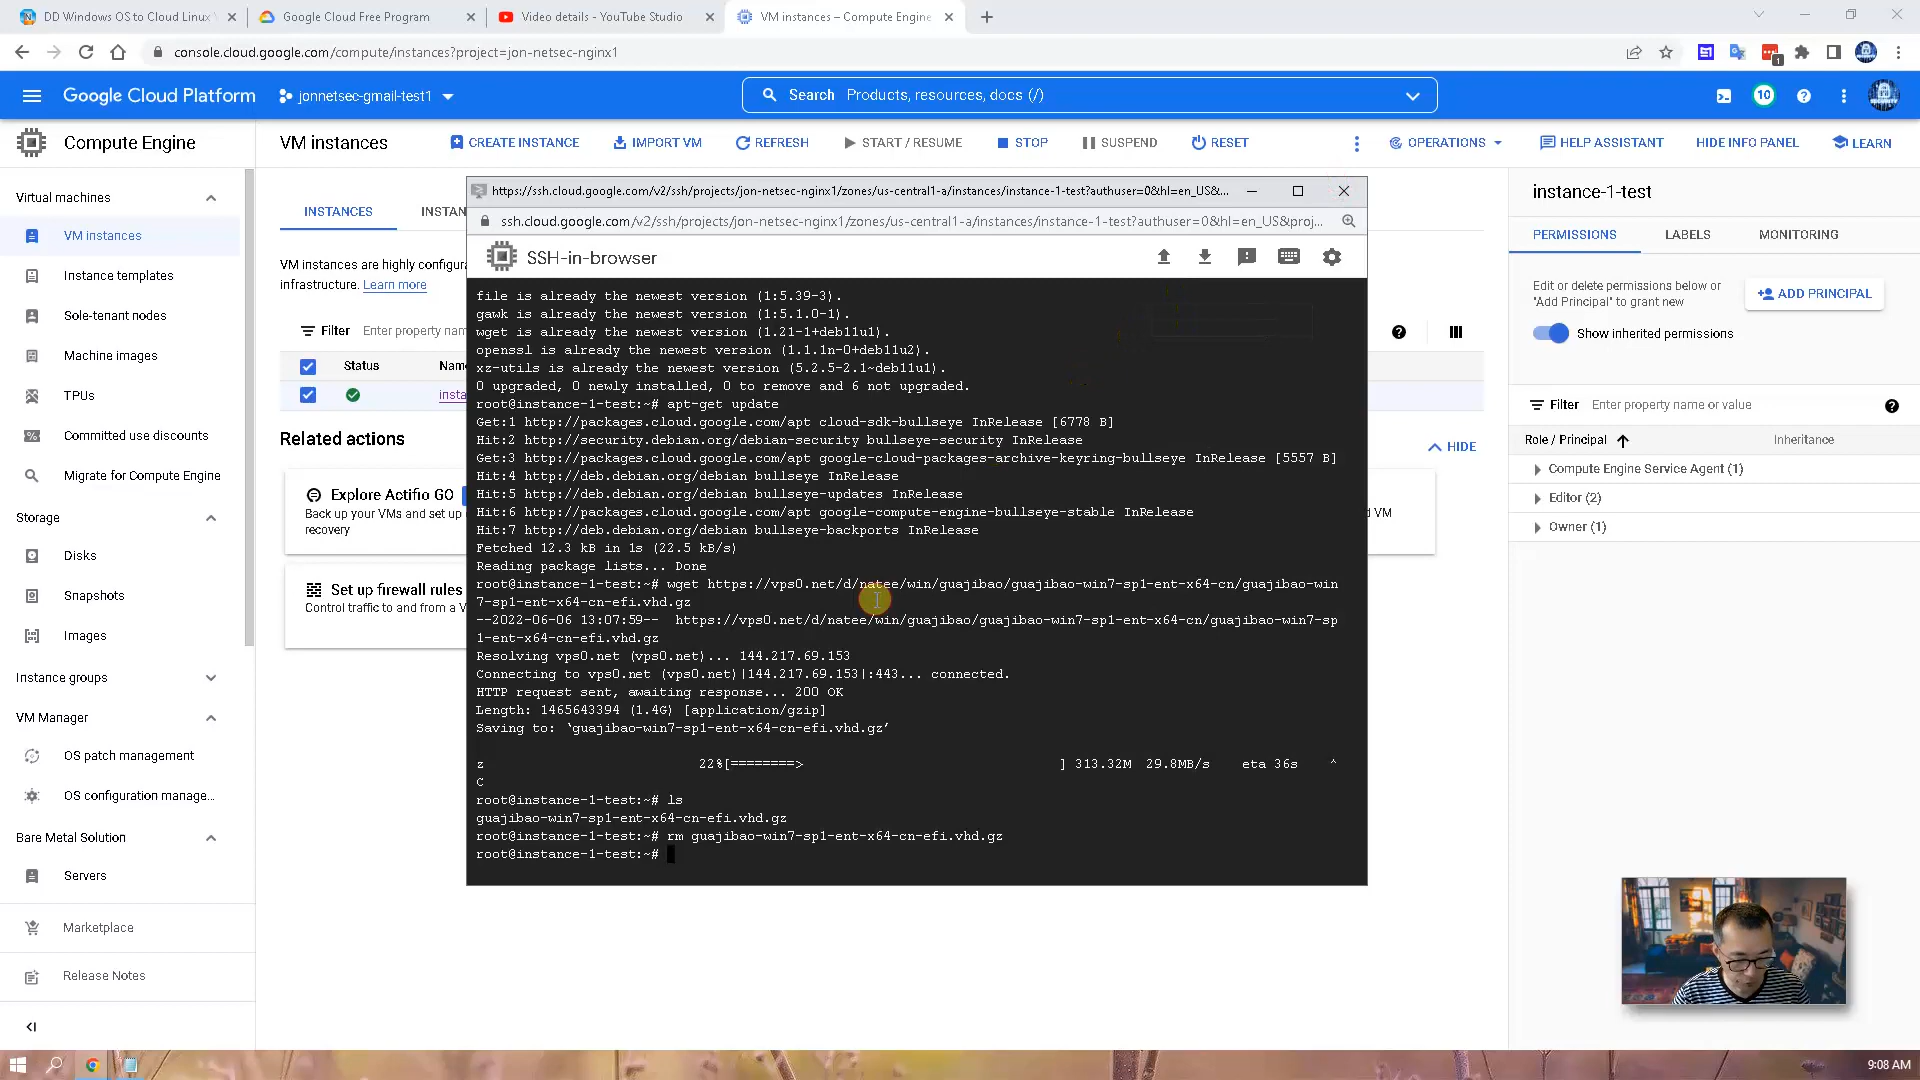 DD Windows OS to Cloud Linux
Google Cloud Free Program
Video details - YouTube Studio
VM instances – Compute Engine
console.cloud.google.com/compute/instances?project=jon-netsec-nginx1
1
Google Cloud Platform
jonnetsec-gmail-test1
Search Products, resources, docs (/)
10
Compute Engine
VM instances
CREATE INSTANCE
IMPORT VM
REFRESH
START / RESUME
STOP
SUSPEND
RESET
OPERATIONS
HELP ASSISTANT
HIDE INFO PANEL
LEARN
Virtual machines
VM instances
Instance templates
Sole-tenant nodes
Machine images
TPUs
Committed use discounts
Migrate for Compute Engine
Storage
Disks
Snapshots
Images
Instance groups
VM Manager
OS patch management
OS configuration manage...
Bare Metal Solution
Servers
Marketplace
Release Notes
INSTANCES
INSTAN
VM instances are highly configura
infrastructure. Learn more
Filter Enter property nam
Status
Nam
insta
Related actions
HIDE
Explore Actifio GO
Back up your VMs and set up
recovery
d VM
Set up firewall rules
Control traffic to and from a V
https://ssh.cloud.google.com/v2/ssh/projects/jon-netsec-nginx1/zones/us-central1-a/instances/instance-1-test?authuser=0&hl=en_US&...
ssh.cloud.google.com/v2/ssh/projects/jon-netsec-nginx1/zones/us-central1-a/instances/instance-1-test?authuser=0&hl=en_US&proj...
SSH-in-browser
file is already the newest version (1:5.39-3).
gawk is already the newest version (1:5.1.0-1).
wget is already the newest version (1.21-1+deb11u1).
openssl is already the newest version (1.1.1n-0+deb11u2).
xz-utils is already the newest version (5.2.5-2.1~deb11u1).
0 upgraded, 0 newly installed, 0 to remove and 6 not upgraded.
root@instance-1-test:~# apt-get update
Get:1 http://packages.cloud.google.com/apt cloud-sdk-bullseye InRelease [6778 B]
Hit:2 http://security.debian.org/debian-security bullseye-security InRelease
Get:3 http://packages.cloud.google.com/apt google-cloud-packages-archive-keyring-bullseye InRelease [5557 B]
Hit:4 http://deb.debian.org/debian bullseye InRelease
Hit:5 http://deb.debian.org/debian bullseye-updates InRelease
Hit:6 http://packages.cloud.google.com/apt google-compute-engine-bullseye-stable InRelease
Hit:7 http://deb.debian.org/debian bullseye-backports InRelease
Fetched 12.3 kB in 1s (22.5 kB/s)
Reading package lists... Done
root@instance-1-test:~# wget https://vps0.net/d/natee/win/guajibao/guajibao-win7-sp1-ent-x64-cn/guajibao-win
7-sp1-ent-x64-cn-efi.vhd.gz
--2022-06-06 13:07:59-- https://vps0.net/d/natee/win/guajibao/guajibao-win7-sp1-ent-x64-cn/guajibao-win7-sp
1-ent-x64-cn-efi.vhd.gz
Resolving vps0.net (vps0.net)... 144.217.69.153
Connecting to vps0.net (vps0.net)|144.217.69.153|:443... connected.
HTTP request sent, awaiting response... 200 OK
Length: 1465643394 (1.4G) [application/gzip]
Saving to: ‘guajibao-win7-sp1-ent-x64-cn-efi.vhd.gz’
z 22%[========> ] 313.32M 29.8MB/s eta 36s ^
C
root@instance-1-test:~# ls
guajibao-win7-sp1-ent-x64-cn-efi.vhd.gz
root@instance-1-test:~# rm guajibao-win7-sp1-ent-x64-cn-efi.vhd.gz
root@instance-1-test:~#
instance-1-test
PERMISSIONS
LABELS
MONITORING
Edit or delete permissions below or
"Add Principal" to grant new
ADD PRINCIPAL
Show inherited permissions
Filter Enter property name or value
Role / Principal
Inheritance
Compute Engine Service Agent (1)
Editor (2)
Owner (1)
9:08 AM